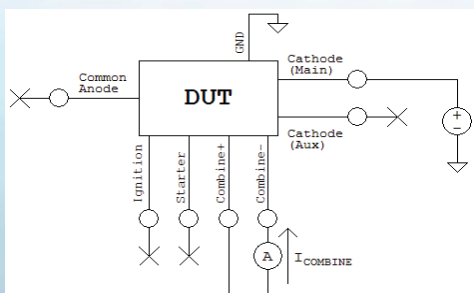 GND
Common
Anode
DUT
Cathode
(Main)
Cathode
(Aux)
+
−
Ignition
Starter
Combine+
Combine-
A
ICOMBINE